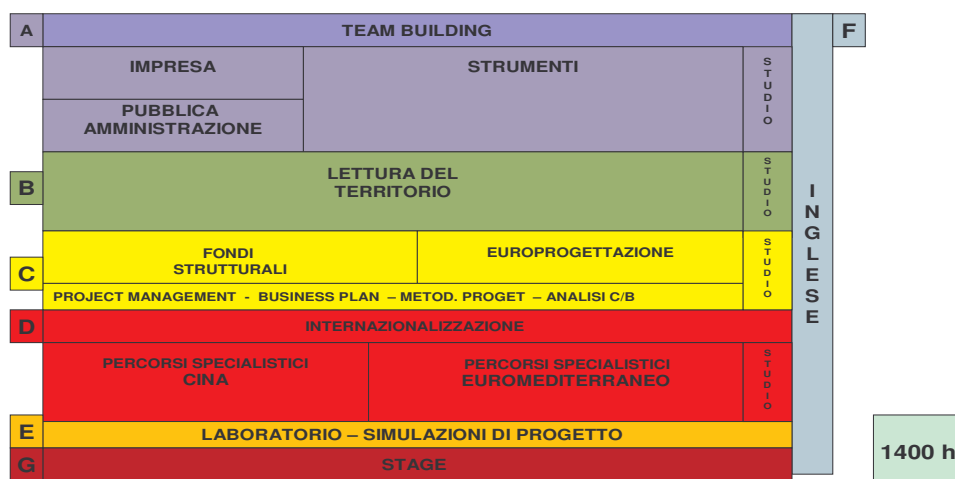 A
TEAM BUILDING
F
IMPRESA
STRUMENTI
STUDIO
PUBBLICA
AMMINISTRAZIONE
B
LETTURA DEL
TERRITORIO
STUDIO
INGLESE
C
FONDI
STRUTTURALI
EUROPROGETTAZIONE
STUDIO
PROJECT MANAGEMENT - BUSINESS PLAN – METOD. PROGET – ANALISI C/B
D
INTERNAZIONALIZZAZIONE
PERCORSI SPECIALISTICI
CINA
PERCORSI SPECIALISTICI
EUROMEDITERRANEO
STUDIO
E
LABORATORIO – SIMULAZIONI DI PROGETTO
G
STAGE
1400 h